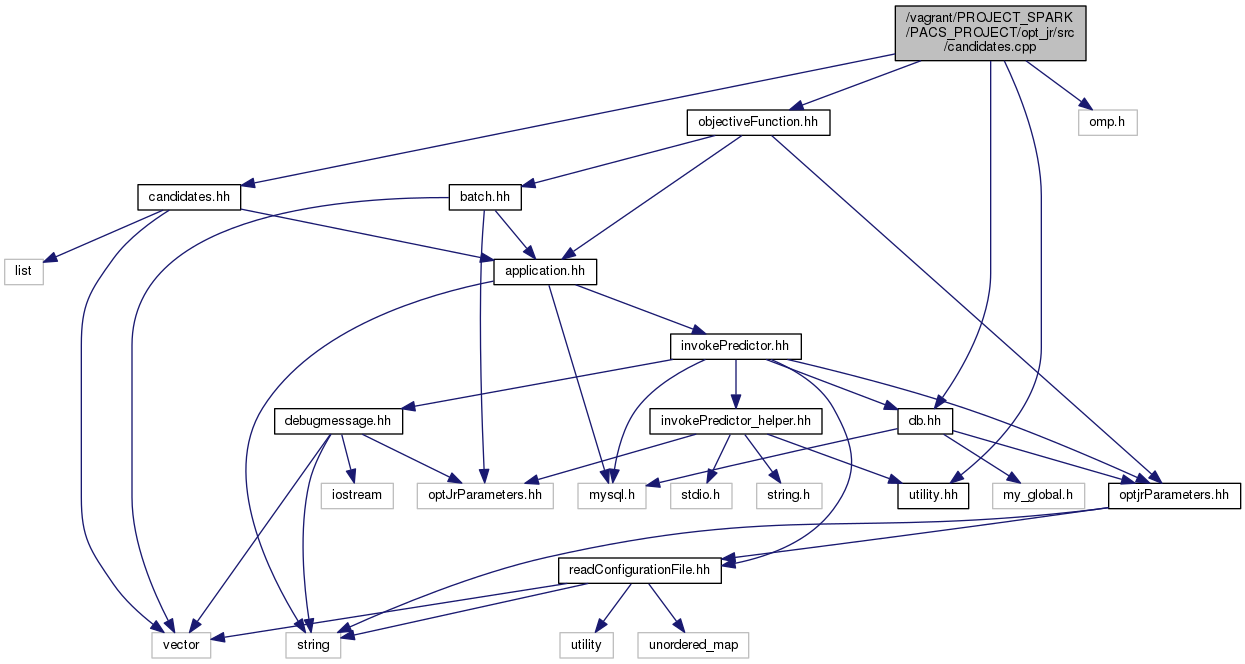 /vagrant/PROJECT_SPARK
/PACS_PROJECT/opt_jr/src
/candidates.cpp
objectiveFunction.hh
omp.h
candidates.hh
batch.hh
list
application.hh
invokePredictor.hh
debugmessage.hh
invokePredictor_helper.hh
db.hh
iostream
optJrParameters.hh
mysql.h
stdio.h
string.h
utility.hh
my_global.h
optjrParameters.hh
readConfigurationFile.hh
vector
string
utility
unordered_map